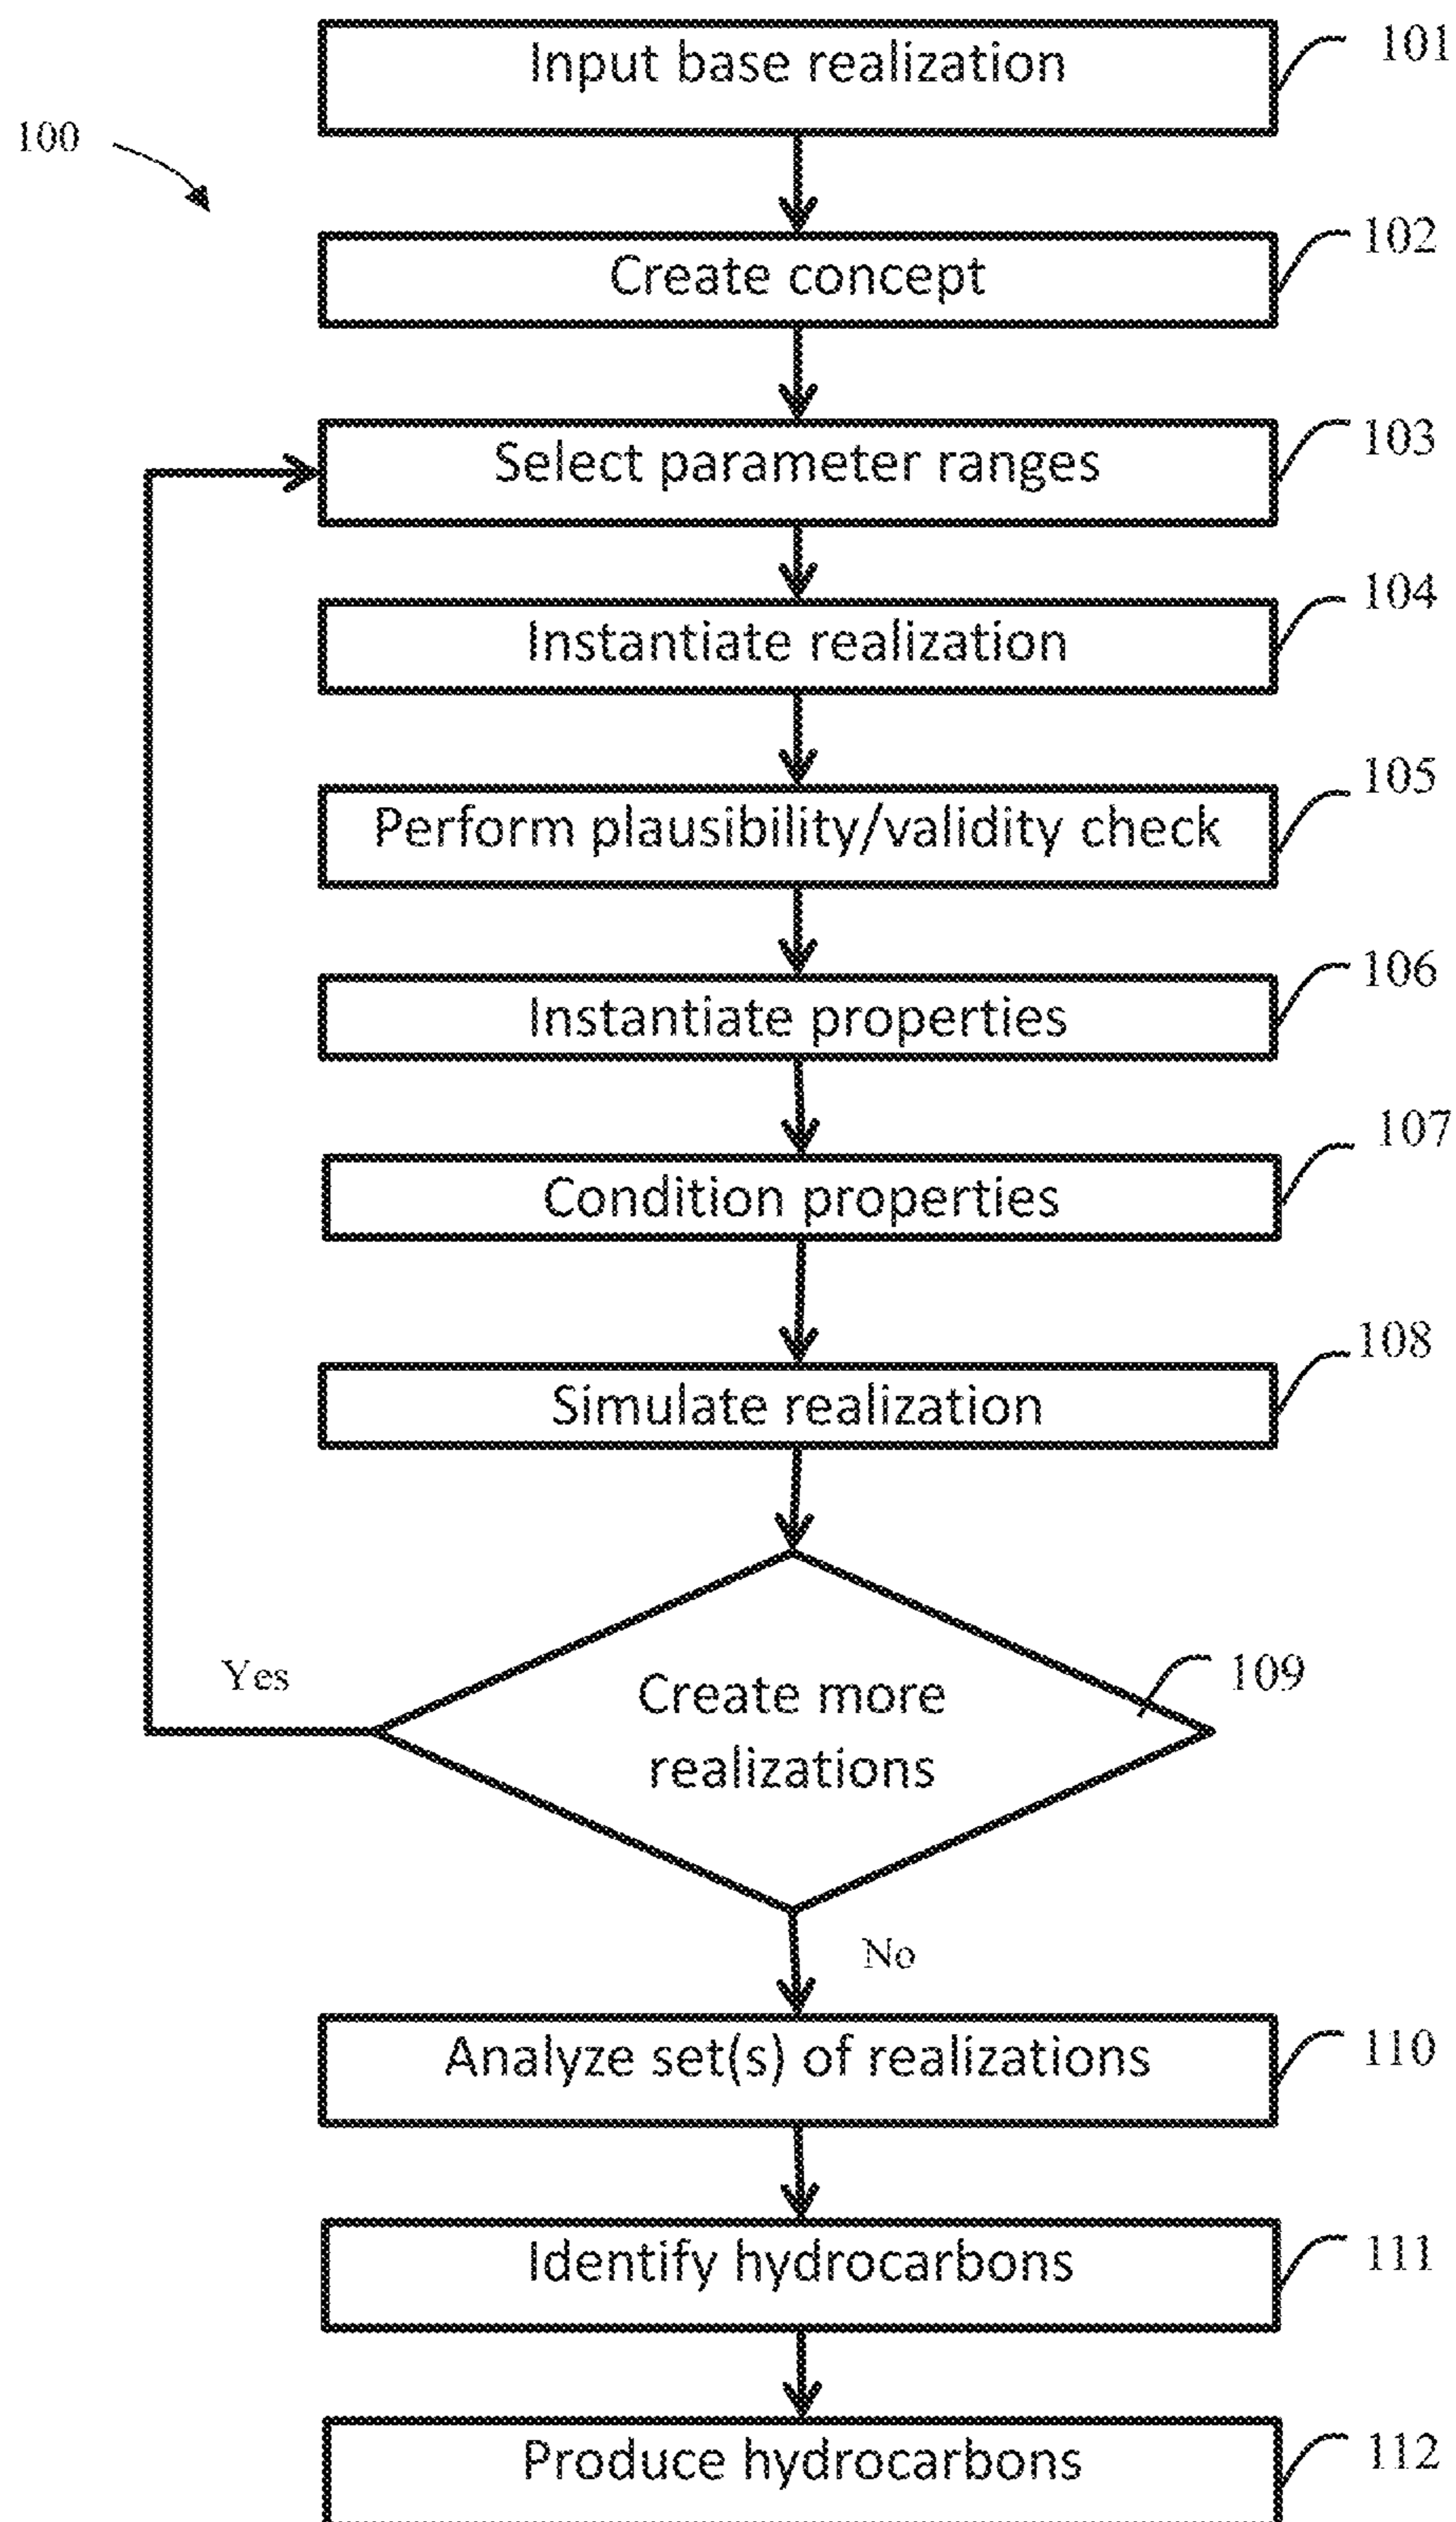 Input base realization
101
100
Create concept
102
Select parameter ranges
103
Instantiate realization
104
Perform plausibility/validity check
105
Instantiate properties
106
Condition properties
107
Simulate realization
108
Yes
Create more
realizations
109
No
Analyze set(s) of realizations
110
Identify hydrocarbons
111
Produce hydrocarbons
112